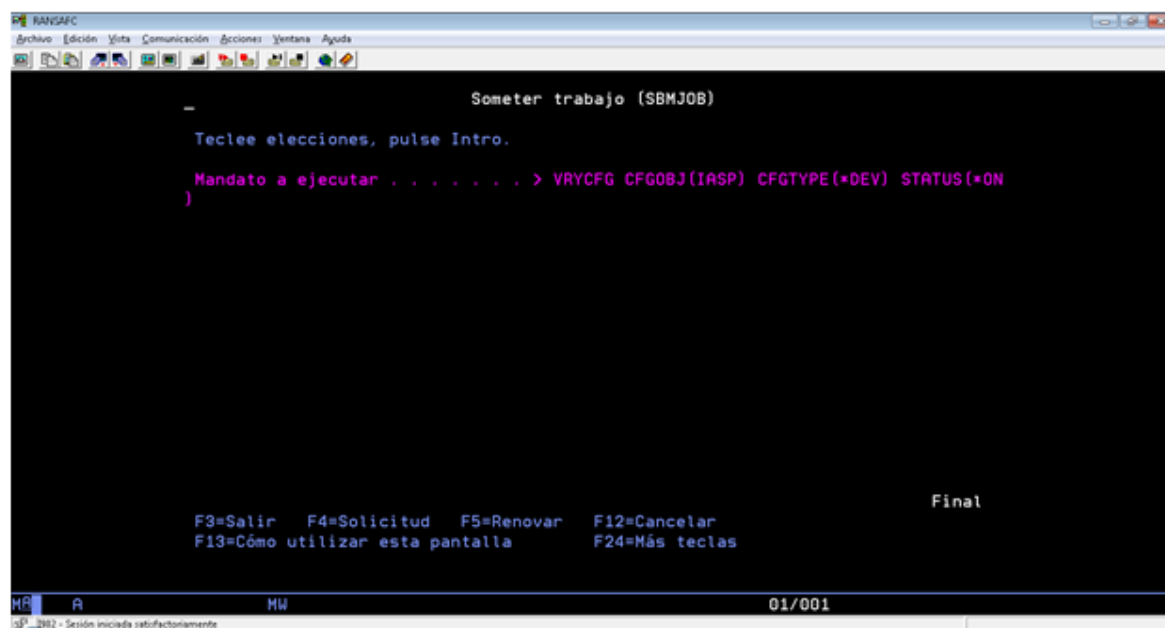 RANSAFC
Archivo Edición Vista Comunicación Acciones Ventana Ayuda
Someter trabajo (SBMJOB)
Teclee elecciones, pulse Intro.
Mandato a ejecutar . . . . . . . > VRYCFG CFGOBJ(IASP) CFGTYPE(*DEV) STATUS(*ON
)
Final
F3=Salir F4=Solicitud F5=Renovar F12=Cancelar
F13=Cómo utilizar esta pantalla F24=Más teclas
MA A MW 01/001
1902 - Sesión iniciada satisfactoriamente